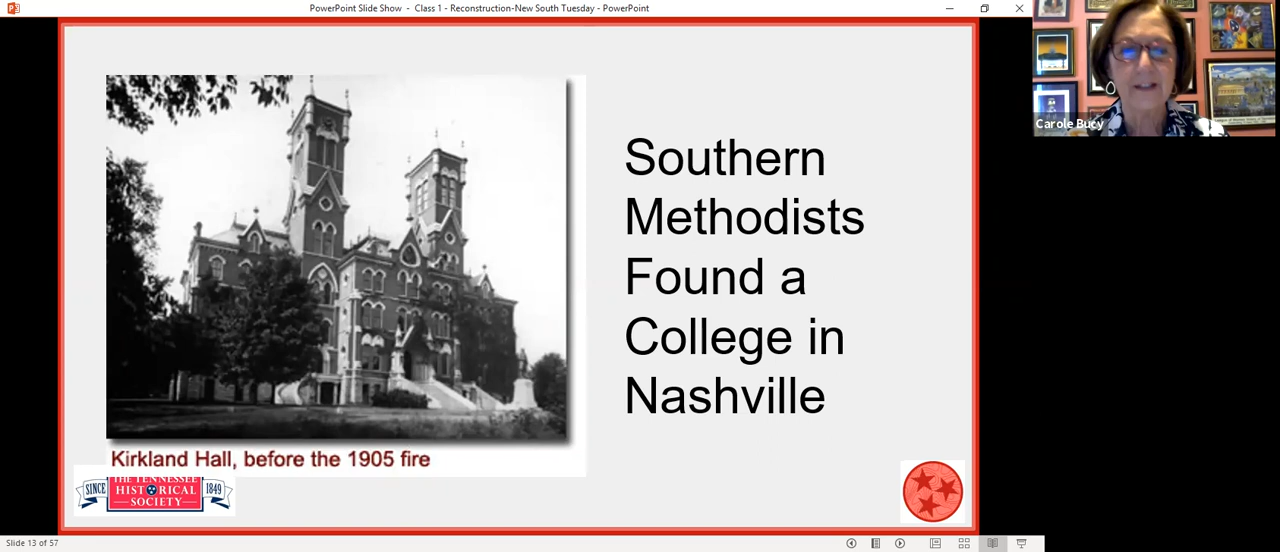 PowerPoint Slide Show - Class 1 - Reconstruction-New South Tuesday - PowerPoint
Carole Bucy
Southern
Methodists
Found a
College in
Nashville
Kirkland Hall, before the 1905 fire
THE TENNESSEE
SINCE HISTORICAL 1849
SOCIETY
Slide 13 of 57